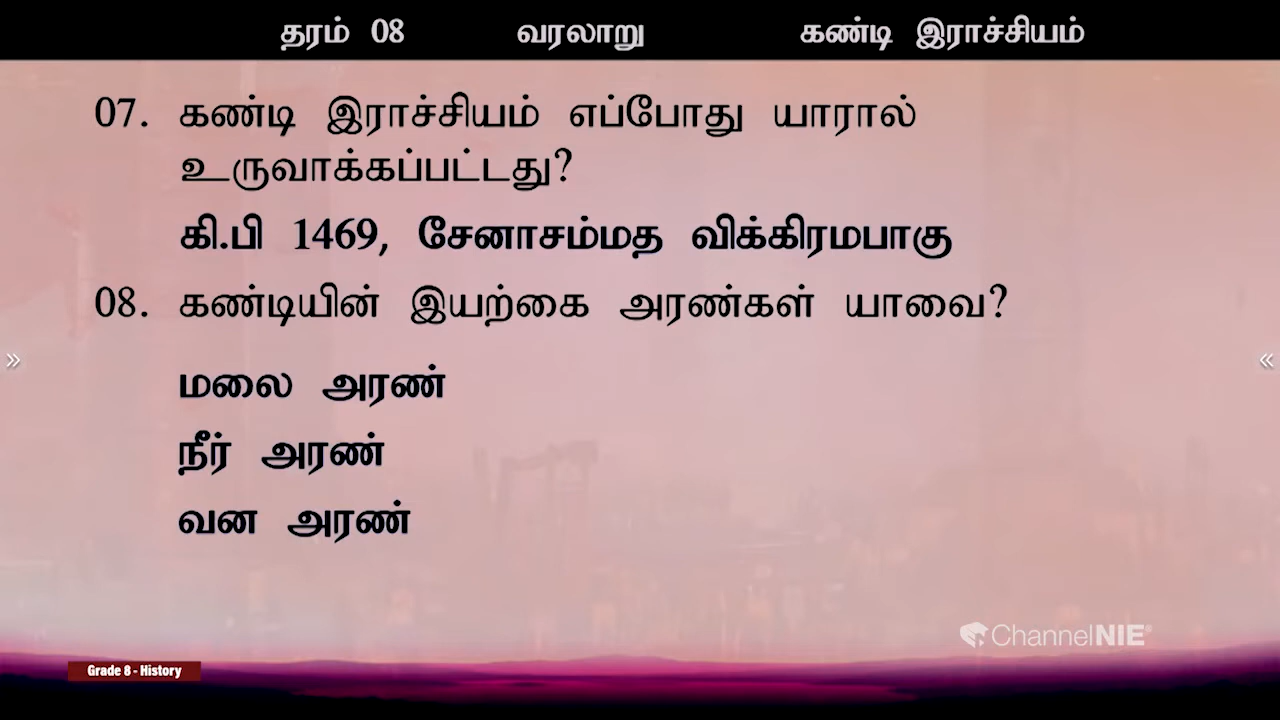 தரம் 08 வரலாறு கண்டி இராச்சியம்
07. கண்டி இராச்சியம் எப்போது யாரால்
உருவாக்கப்பட்டது?
கி.பி 1469, சேனாசம்மத விக்கிரமபாகு
08. கண்டியின் இயற்கை அரண்கள் யாவை?
மலை அரண்
நீர் அரண்
வன அரண்
ChannelNIE
Grade 8 - History